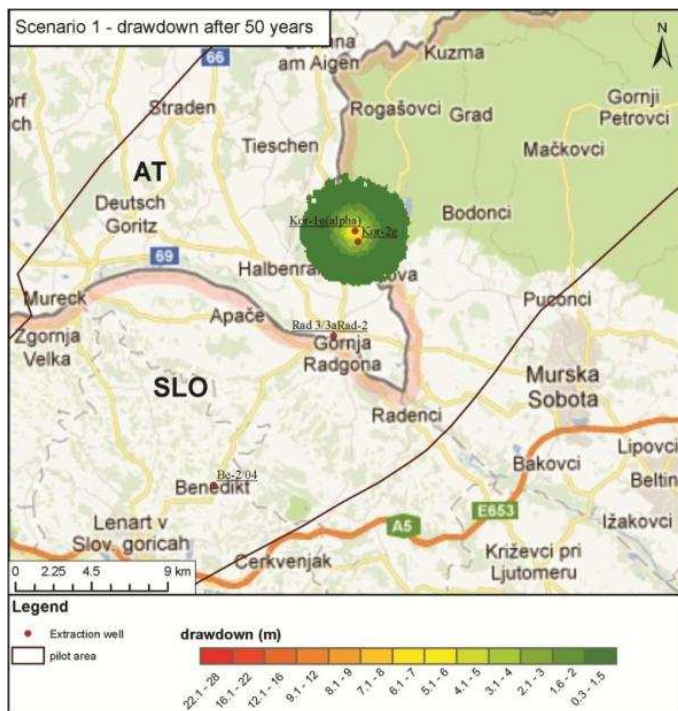 Scenario 1 - drawdown after 50 years
N
am Aigen
66
Kuzma
Straden
Rogašovci
Grad
Gornji
Petrovci
Tieschen
Mačkovci
AT
Deutsch
Goritz
Bodonci
Kor-1g(alpha)
Kor-2g
69
Halbenra
ova
Mureck
Puconci
Apače
Zgornja
Velka
Rad 3/3aRad-2
Gornja
Radgona
SLO
Murska
Sobota
Radenci
Lipovci
Bakovci
Beltin
Be-2/04
Benedikt
E653
Ižakovci
Lenart v
Slov. goricah
A5
Križevci pri
Ljutomeru
Cerkvenjak
0 2.25 4.5 9 km
Legend
Extraction well
pilot area
drawdown (m)
22.1 - 28
16.1 - 22
12.1 - 16
9.1 - 12
8.1 - 9
7.1 - 8
6.1 - 7
5.1 - 6
4.1 - 5
3.1 - 4
2.1 - 3
1.6 - 2
0.3 - 1.5